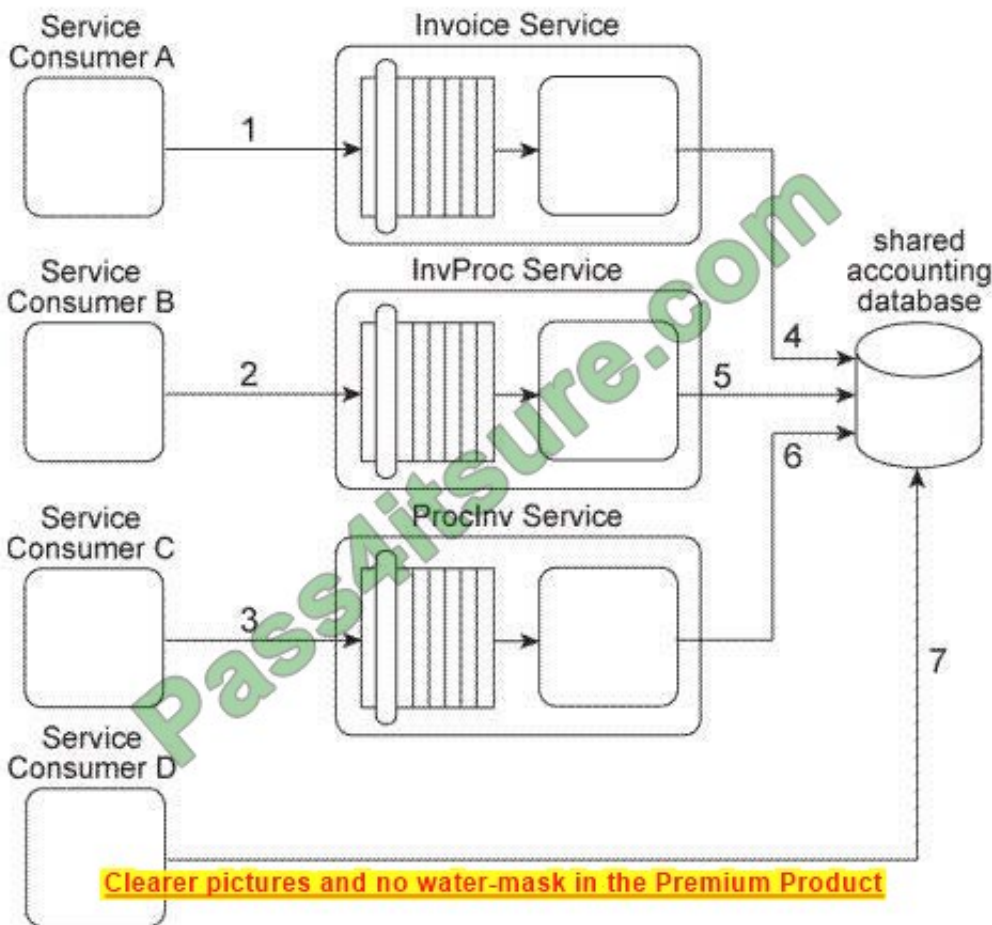 Service
Consumer A
Invoice Service
1
Service
Consumer B
InvProc Service
shared
accounting
database
2
4
5
6
Service
Consumer C
ProcInv Service
3
7
Service
Consumer D
Pass4itsure.com
Clearer pictures and no water-mask in the Premium Product